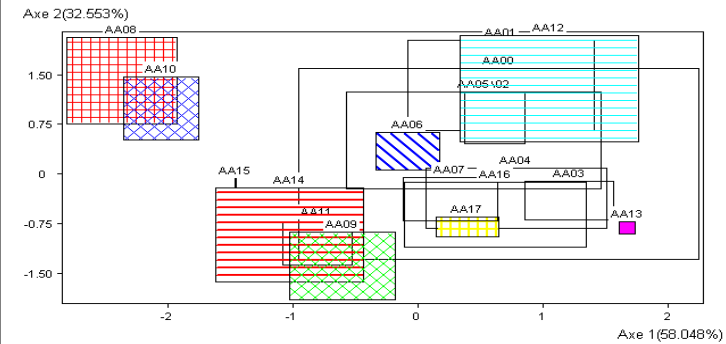 Axe 2(32.553%)
AA08
AA01 AA12
AA10
AA00
1.50
AA05
02
0.75
AA06
0
AA15
AA14
AA07
AA04
AA16
AA03
-0.75
AA11
AA09
AA17
AA13
-1.50
-2 -1 0 1 2
Axe 1(58.048%)